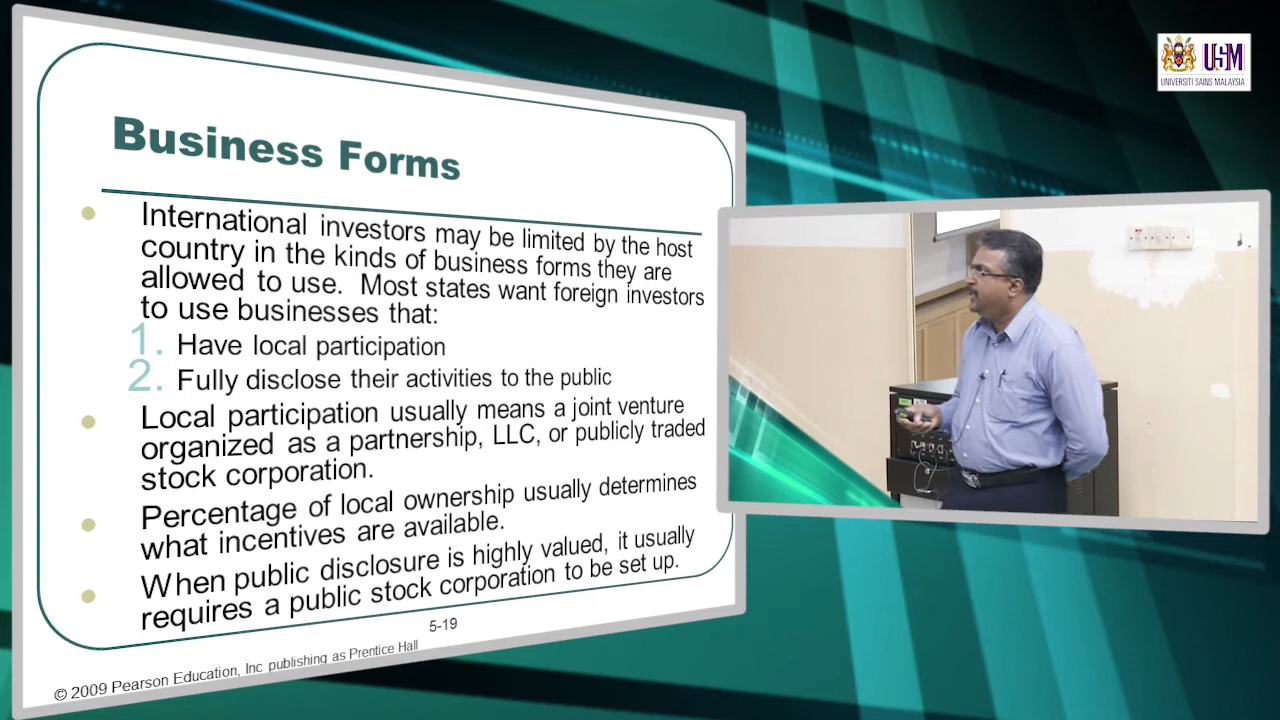 Business Forms
International investors may be limited by the host
country in the kinds of business forms they are
allowed to use. Most states want foreign investors
to use businesses that:
1. Have local participation
2. Fully disclose their activities to the public
Local participation usually means a joint venture
organized as a partnership, LLC, or publicly traded
stock corporation.
Percentage of local ownership usually determines
what incentives are available.
When public disclosure is highly valued, it usually
requires a public stock corporation to be set up.
5-19
© 2009 Pearson Education, Inc publishing as Prentice Hall
USM
UNIVERSITI SAINS MALAYSIA